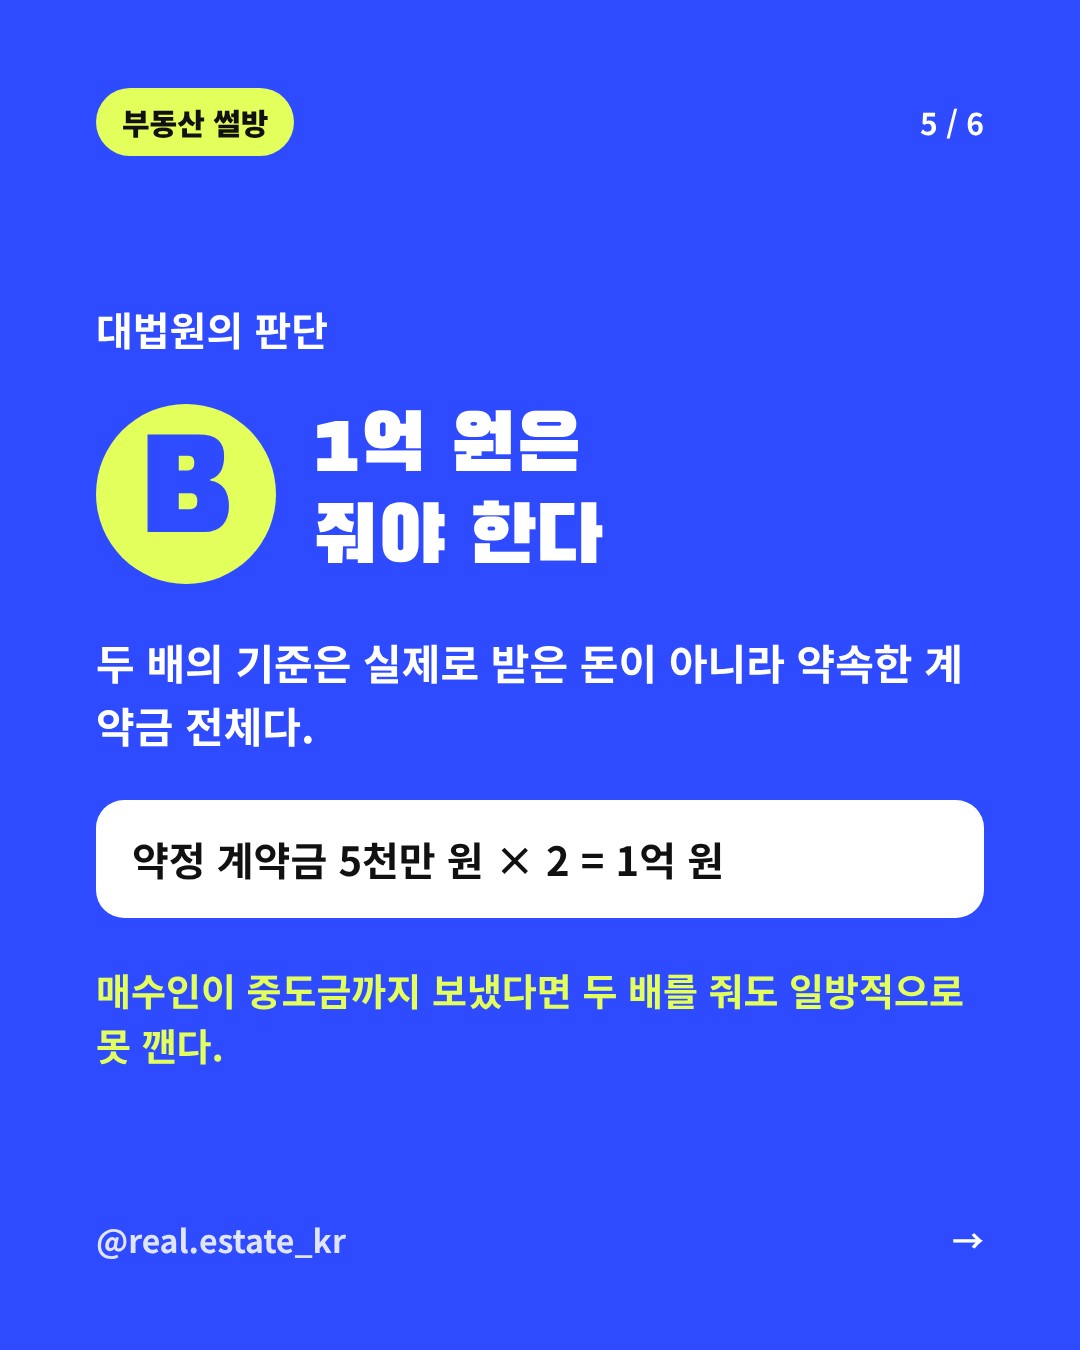 부동산 썰방
5 / 6
대법원의 판단
B
1억 원은
줘야 한다
두 배의 기준은 실제로 받은 돈이 아니라 약속한 계
약금 전체다.
약정 계약금 5천만 원 × 2 = 1억 원
매수인이 중도금까지 보냈다면 두 배를 줘도 일방적으로
못 깬다.
@real.estate_kr
→